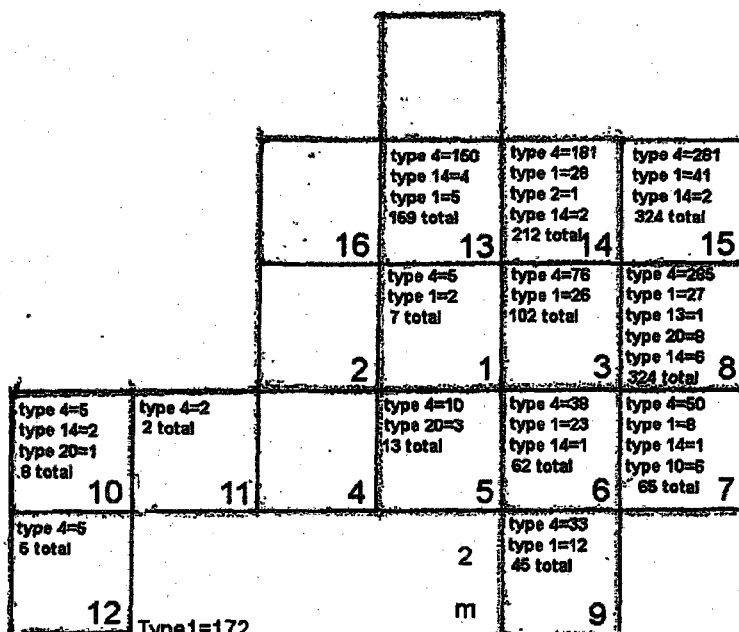 16
type 4=150
type 14=4
type 1=5
159 total
13
type 4=181
type 1=28
type 2=1
type 14=2
212 total
14
type 4=281
type 1=41
type 14=2
324 total
15
2
type 4=5
type 1=2
7 total
1
type 4=76
type 1=26
102 total
3
type 4=265
type 1=27
type 13=1
type 20=9
type 14=6
324 total
8
type 4=5
type 14=2
type 20=1
8 total
10
type 4=2
2 total
11
4
type 4=10
type 20=3
13 total
5
type 4=38
type 1=23
type 14=1
62 total
6
type 4=50
type 1=8
type 14=1
type 10=6
65 total
7
type 4=5
5 total
12
2
m
type 4=33
type 1=12
45 total
9
Type1=172